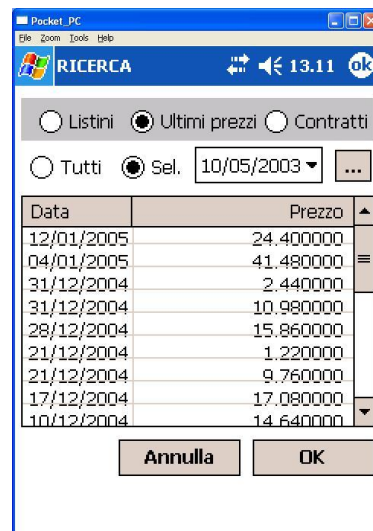 Pocket_PC
File Zoom Tools Help
RICERCA 13.11 ok
Listini Ultimi prezzi Contratti
Tutti Sel. 10/05/2003 ...
Data Prezzo
12/01/2005 24.400000
04/01/2005 41.480000
31/12/2004 2.440000
31/12/2004 10.980000
28/12/2004 15.860000
21/12/2004 1.220000
21/12/2004 9.760000
17/12/2004 17.080000
10/12/2004 14.640000
Annulla OK